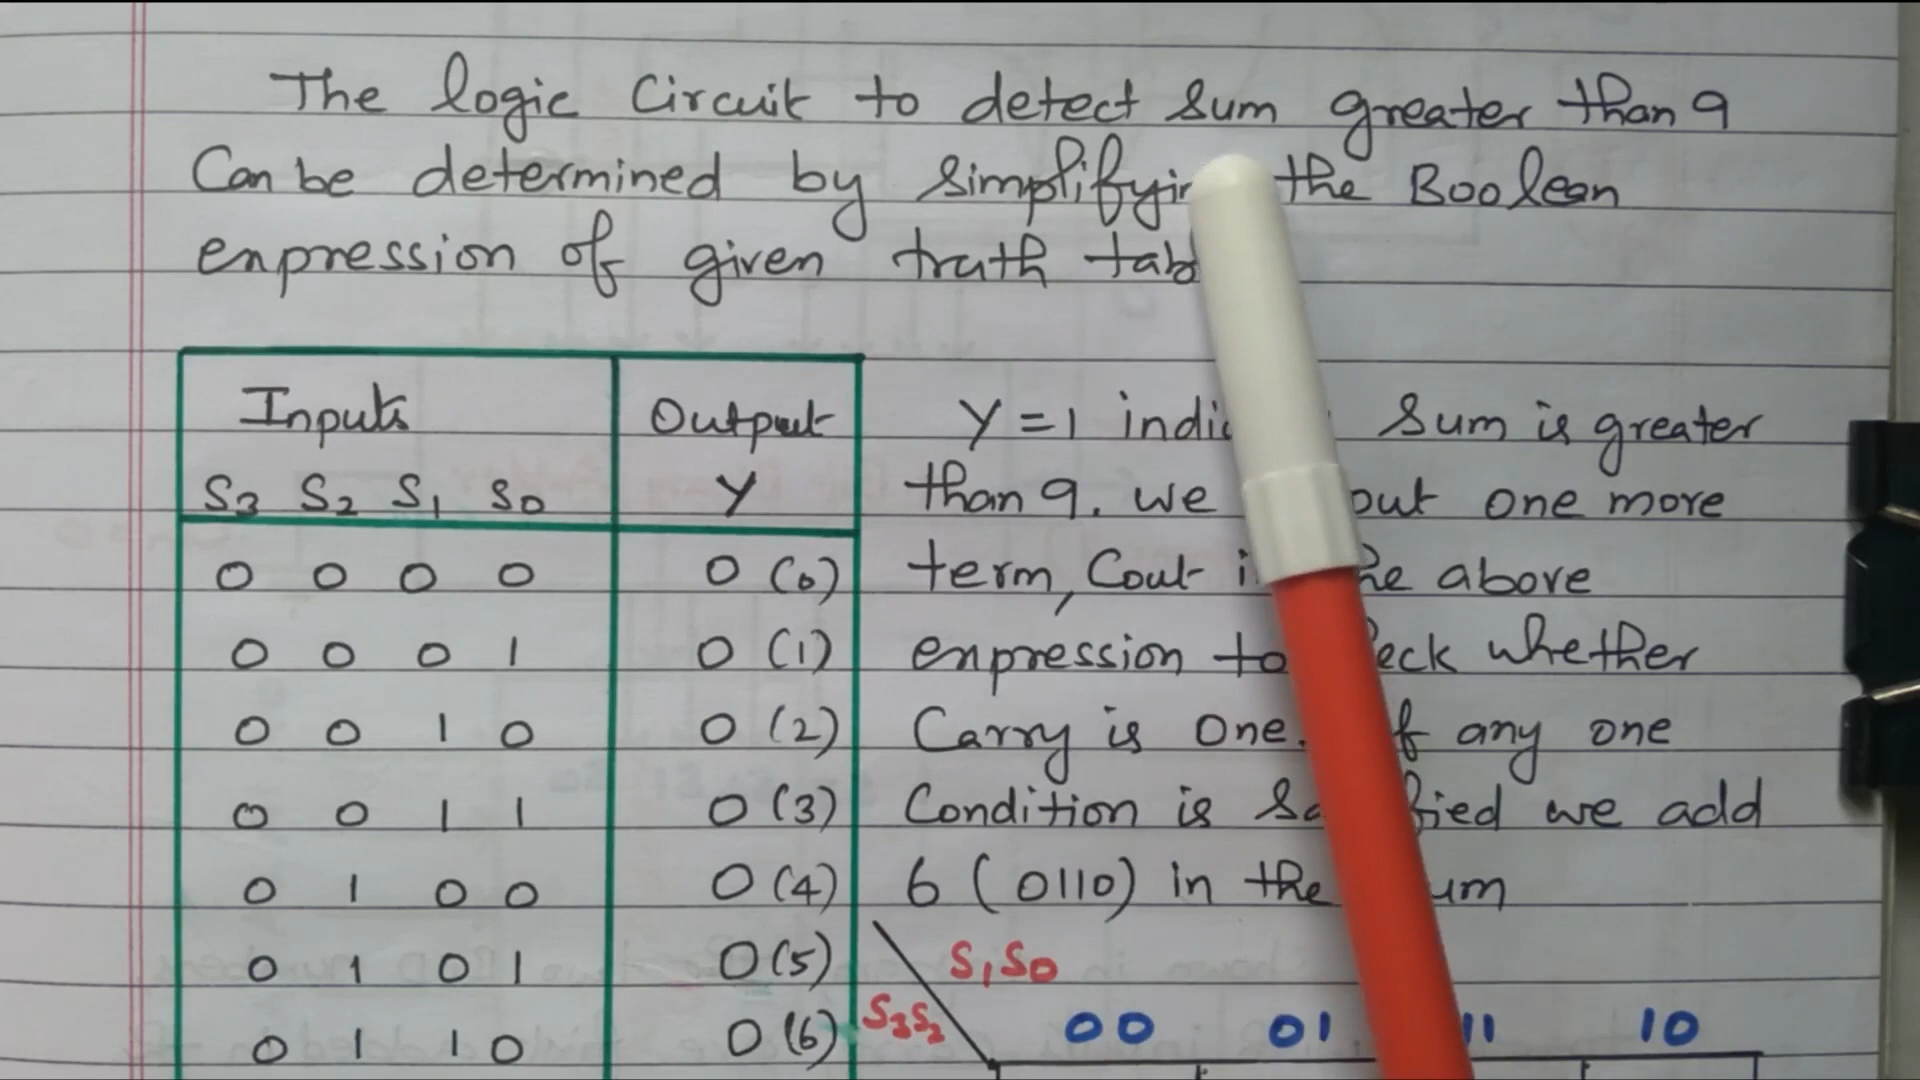 The logic Circuit to detect sum greater than 9
Can be determined by simplifyin the Boolean
expression of given truth tab
Inputs Output
S3 S2 S1 S0 Y
0 0 0 0 0 (0)
0 0 0 1 0 (1)
0 0 1 0 0 (2)
0 0 1 1 0 (3)
0 1 0 0 0 (4)
0 1 0 1 0 (5)
0 1 1 0 0 (6)
Y = 1 indi Sum is greater
than 9. we out one more
term, Cout i he above
expression to eck whether
Carry is one. f any one
Condition is sa fied we add
6 (0110) in the um
S1S0
S3S2
00 01 11 10